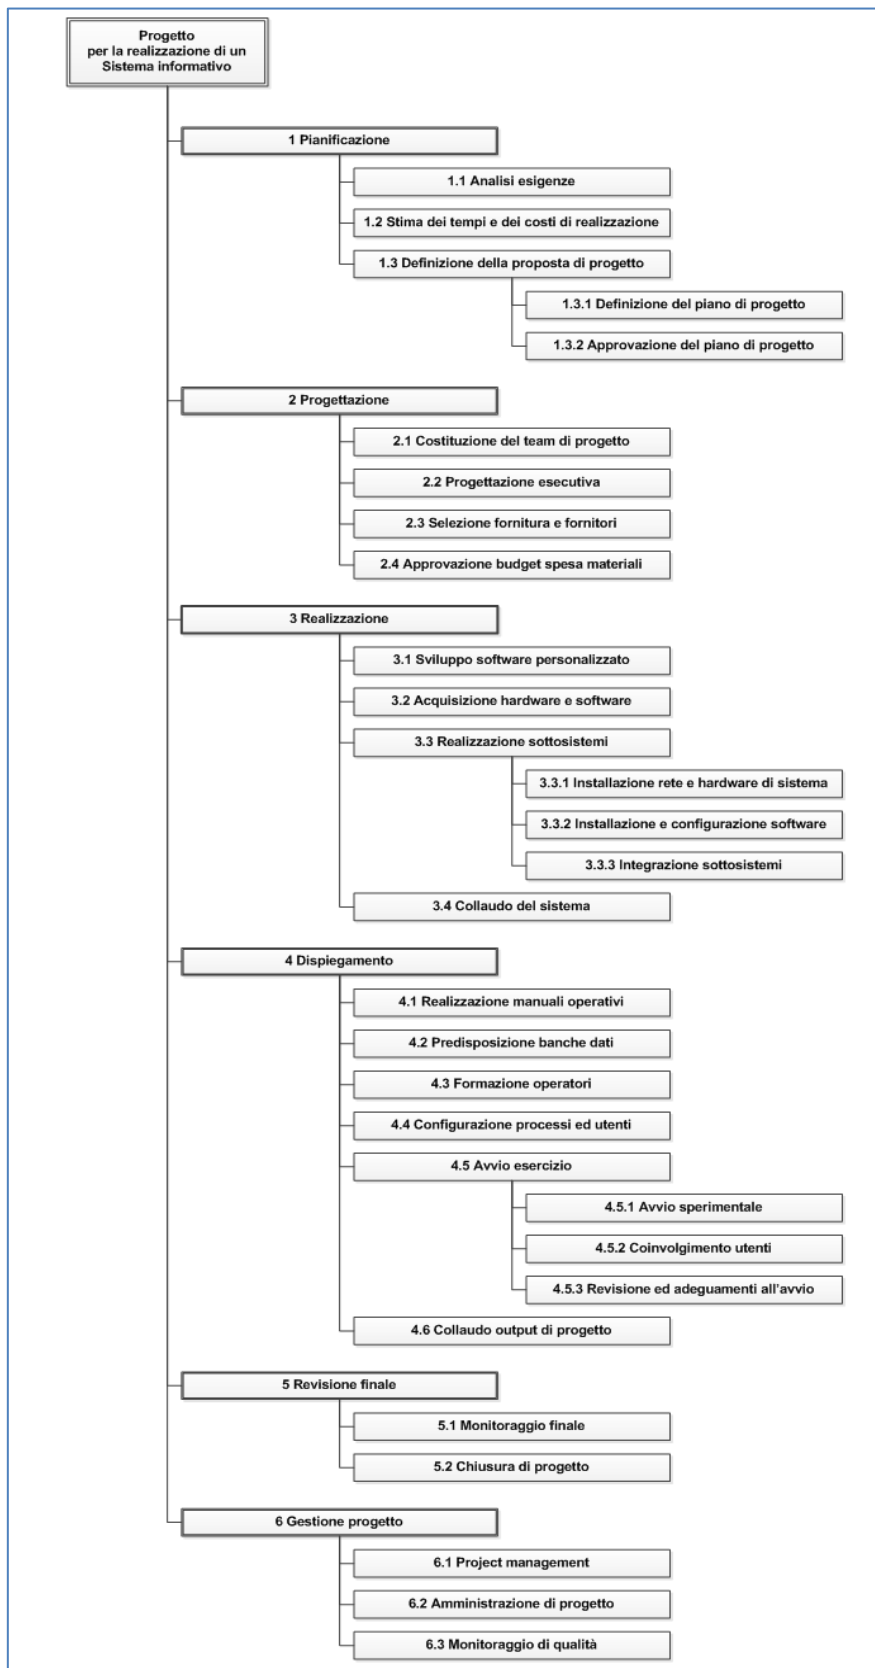 Progetto
per la realizzazione di un
Sistema informativo
1 Pianificazione
1.1 Analisi esigenze
1.2 Stima dei tempi e dei costi di realizzazione
1.3 Definizione della proposta di progetto
1.3.1 Definizione del piano di progetto
1.3.2 Approvazione del piano di progetto
2 Progettazione
2.1 Costituzione del team di progetto
2.2 Progettazione esecutiva
2.3 Selezione fornitura e fornitori
2.4 Approvazione budget spesa materiali
3 Realizzazione
3.1 Sviluppo software personalizzato
3.2 Acquisizione hardware e software
3.3 Realizzazione sottosistemi
3.3.1 Installazione rete e hardware di sistema
3.3.2 Installazione e configurazione software
3.3.3 Integrazione sottosistemi
3.4 Collaudo del sistema
4 Dispiegamento
4.1 Realizzazione manuali operativi
4.2 Predisposizione banche dati
4.3 Formazione operatori
4.4 Configurazione processi ed utenti
4.5 Avvio esercizio
4.5.1 Avvio sperimentale
4.5.2 Coinvolgimento utenti
4.5.3 Revisione ed adeguamenti all'avvio
4.6 Collaudo output di progetto
5 Revisione finale
5.1 Monitoraggio finale
5.2 Chiusura di progetto
6 Gestione progetto
6.1 Project management
6.2 Amministrazione di progetto
6.3 Monitoraggio di qualità